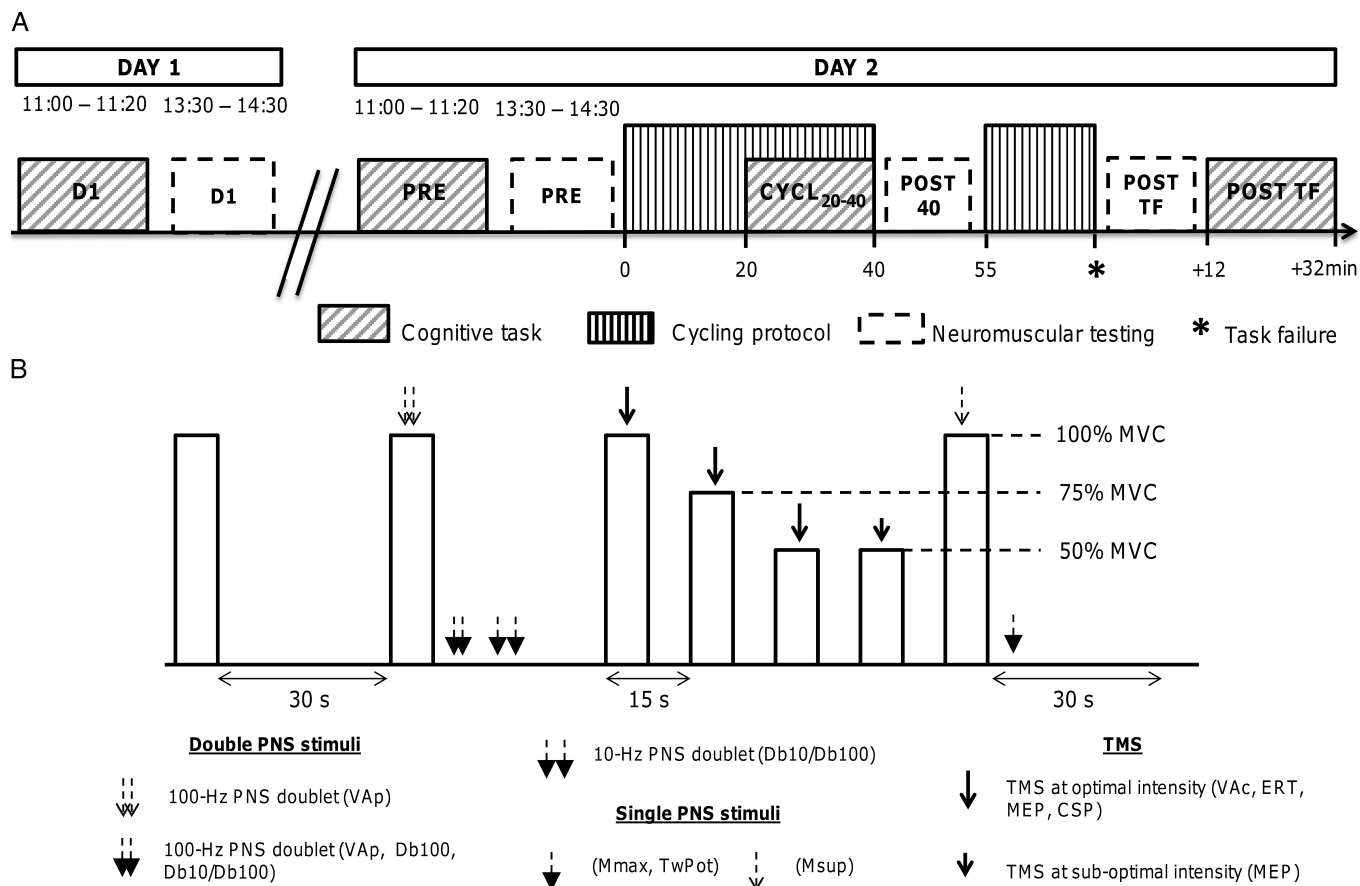 A
DAY 1
DAY 2
11:00 – 11:20 13:30 – 14:30
11:00 – 11:20 13:30 – 14:30
D1
D1
PRE
PRE
CYCL20-40
POST
40
POST
TF
POST TF
0
20
40
55
*
+12
+32min
Cognitive task
Cycling protocol
Neuromuscular testing
* Task failure
B
100% MVC
75% MVC
50% MVC
30 s
15 s
30 s
Double PNS stimuli
100-Hz PNS doublet (VAp)
100-Hz PNS doublet (VAp, Db100,
Db10/Db100)
10-Hz PNS doublet (Db10/Db100)
Single PNS stimuli
(Mmax, TwPot)
(Msup)
TMS
TMS at optimal intensity (VAc, ERT,
MEP, CSP)
TMS at sub-optimal intensity (MEP)